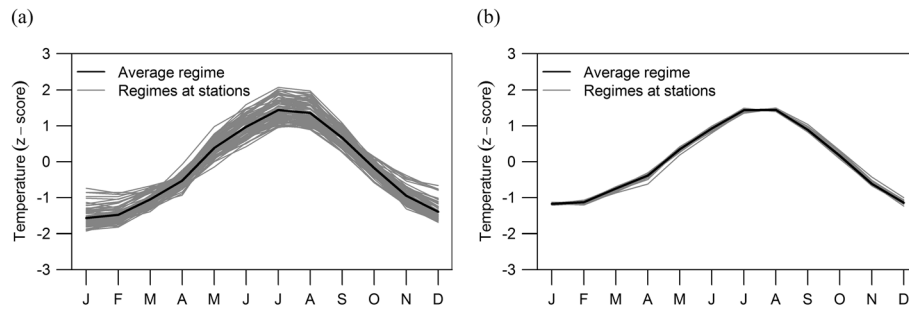 (a)
Temperature (z – score)
3
2
1
0
-1
-2
-3
Average regime
Regimes at stations
J F M A M J J A S O N D
(b)
Temperature (z – score)
3
2
1
0
-1
-2
-3
Average regime
Regimes at stations
J F M A M J J A S O N D